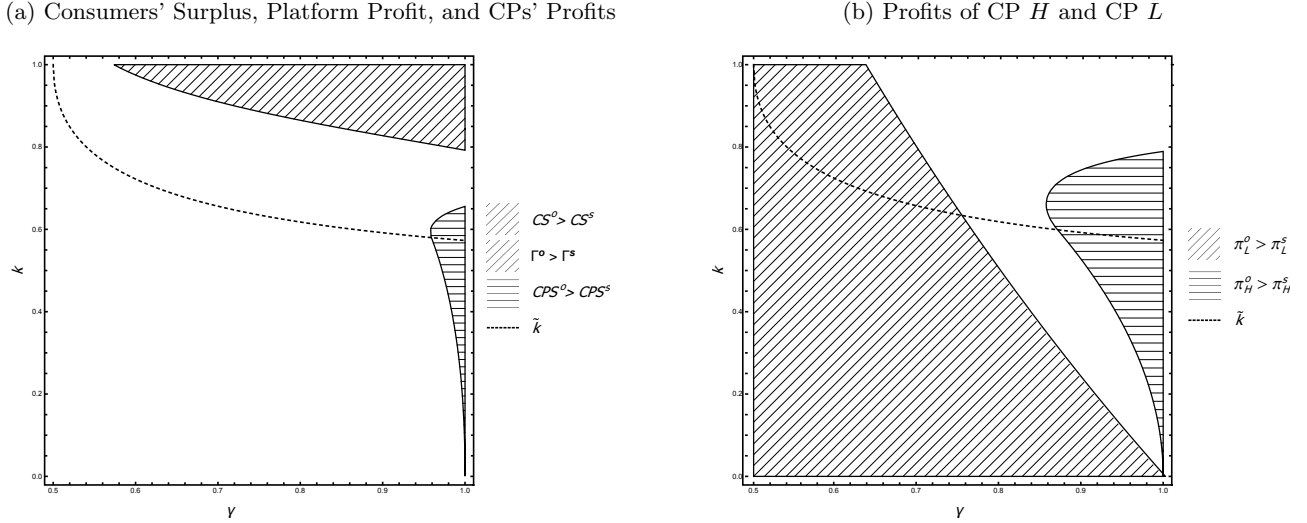 (a) Consumers' Surplus, Platform Profit, and CPs' Profits
1.0
0.8
0.6
0.4
0.2
0.0
k
0.5
0.6
0.7
0.8
0.9
1.0
γ
CS^o > CS^s
Γ^o > Γ^s
CPS^o > CPS^s
k̃
(b) Profits of CP H and CP L
1.0
0.8
0.6
0.4
0.2
0.0
k
0.5
0.6
0.7
0.8
0.9
1.0
γ
π_L^o > π_L^s
π_H^o > π_H^s
k̃